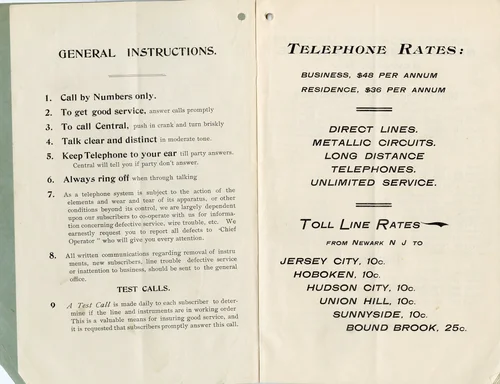 GENERAL INSTRUCTIONS.
1. Call by Numbers only.
2. To get good service, answer calls promptly
3. To call Central, push in crank and turn briskly
4. Talk clear and distinct in moderate tone.
5. Keep Telephone to your ear till party answers.
Central will tell you if party don't answer.
6. Always ring off when through talking
7. As a telephone system is subject to the action of the
elements and wear and tear of its apparatus, or other
conditions beyond its control, we are largely dependent
upon our subscribers to co-operate with us for informa-
tion concerning defective service, wire trouble, etc. We
earnestly request you to report all defects to "Chief
Operator" who will give you every attention.
8. All written communications regarding removal of instru-
ments, new subscribers, line trouble defective service
or inattention to business, should be sent to the general
office.
TEST CALLS.
9 A Test Call is made daily to each subscriber to deter-
mine if the line and instruments are in working order
This is a valuable means for insuring good service, and
it is requested that subscribers promptly answer this call.
TELEPHONE RATES:
BUSINESS, $48 PER ANNUM
RESIDENCE, $36 PER ANNUM
DIRECT LINES.
METALLIC CIRCUITS.
LONG DISTANCE
TELEPHONES.
UNLIMITED SERVICE.
TOLL LINE RATES
FROM NEWARK N J TO
JERSEY CITY, 10c.
HOBOKEN, 10c.
HUDSON CITY, 10c.
UNION HILL, 10c.
SUNNYSIDE, 10c.
BOUND BROOK, 25c.